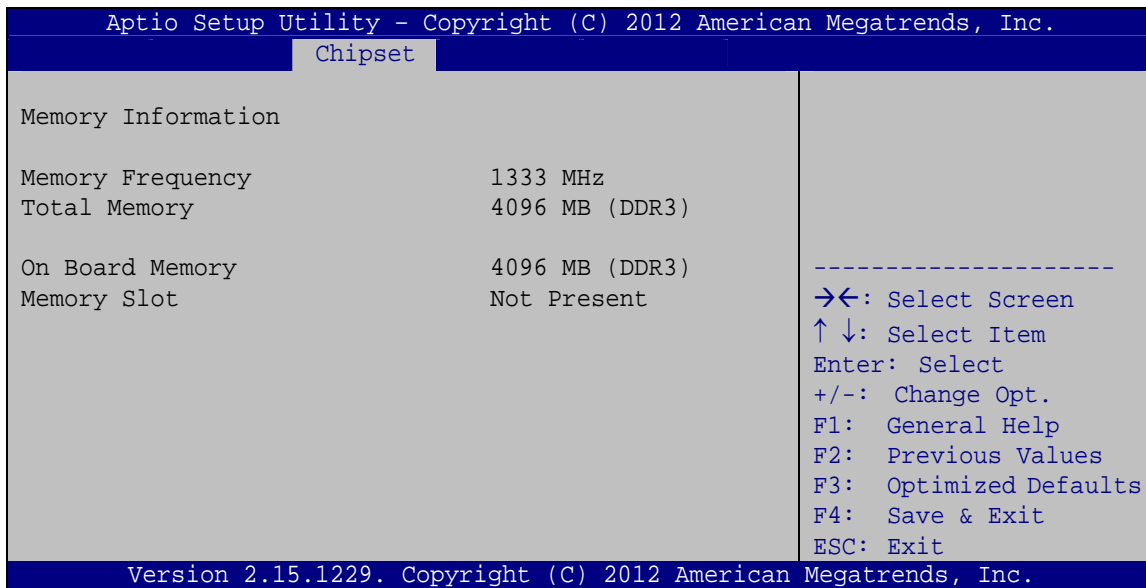 Aptio Setup Utility – Copyright (C) 2012 American Megatrends, Inc.
Chipset
Memory Information
Memory Frequency 1333 MHz
Total Memory 4096 MB (DDR3)
On Board Memory 4096 MB (DDR3)
Memory Slot Not Present
---------------------
→←: Select Screen
↑ ↓: Select Item
Enter: Select
+/-: Change Opt.
F1: General Help
F2: Previous Values
F3: Optimized Defaults
F4: Save & Exit
ESC: Exit
Version 2.15.1229. Copyright (C) 2012 American Megatrends, Inc.